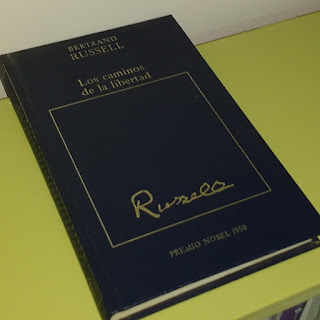 BERTRAND
RUSSELL
Los caminos
de la libertad
Russell
PREMIO NOBEL 1950